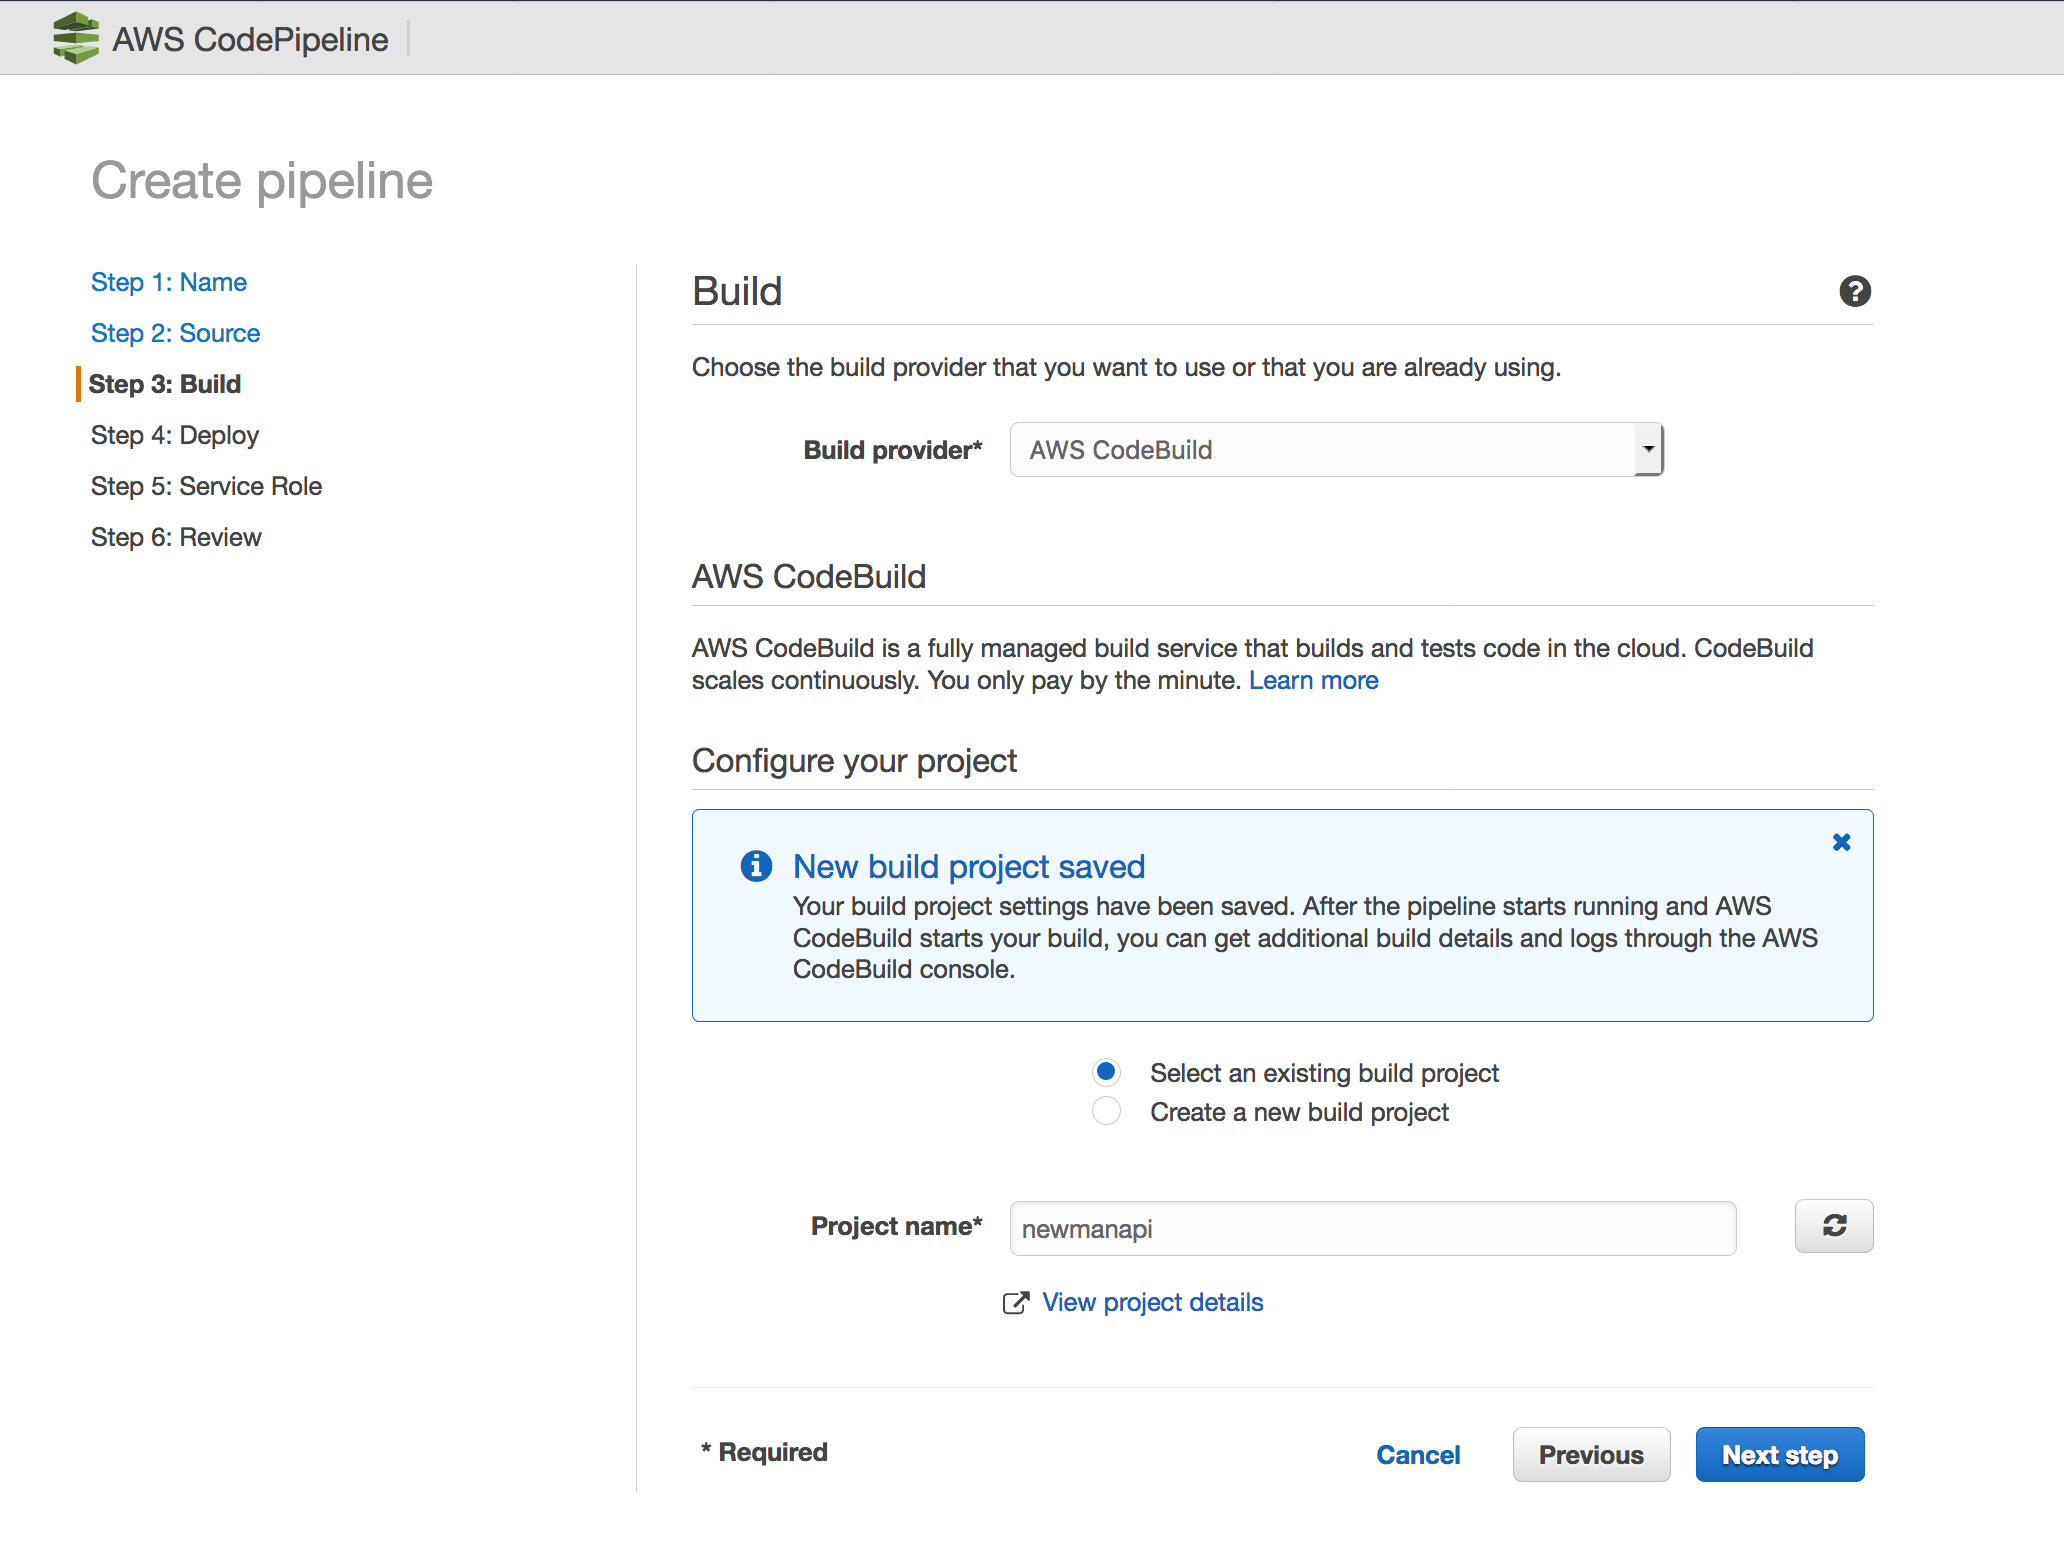 AWS CodePipeline
Create pipeline
Step 1: Name
Step 2: Source
Step 3: Build
Step 4: Deploy
Step 5: Service Role
Step 6: Review
Build
Choose the build provider that you want to use or that you are already using.
Build provider* AWS CodeBuild
AWS CodeBuild
AWS CodeBuild is a fully managed build service that builds and tests code in the cloud. CodeBuild
scales continuously. You only pay by the minute. Learn more
Configure your project
New build project saved
Your build project settings have been saved. After the pipeline starts running and AWS
CodeBuild starts your build, you can get additional build details and logs through the AWS
CodeBuild console.
Select an existing build project
Create a new build project
Project name* newmanapi
View project details
* Required Cancel Previous Next step